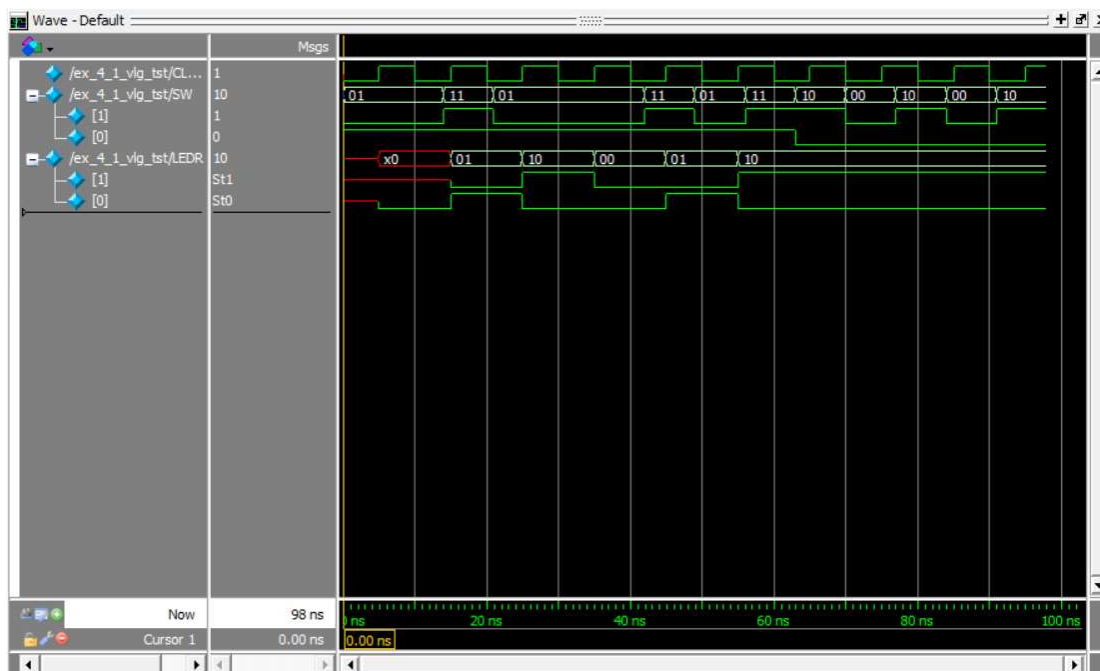 Wave - Default
Msgs
/ex_4_1_vlg_tst/CL... 1
/ex_4_1_vlg_tst/SW 10 01 11 01 11 01 11 10 00 10 00 10
[1] 1
[0] 0
/ex_4_1_vlg_tst/LEDR 10 x0 01 10 00 01 10
[1] St1
[0] St0
Now 98 ns ns 20 ns 40 ns 60 ns 80 ns 100 ns
Cursor 1 0.00 ns 0.00 ns